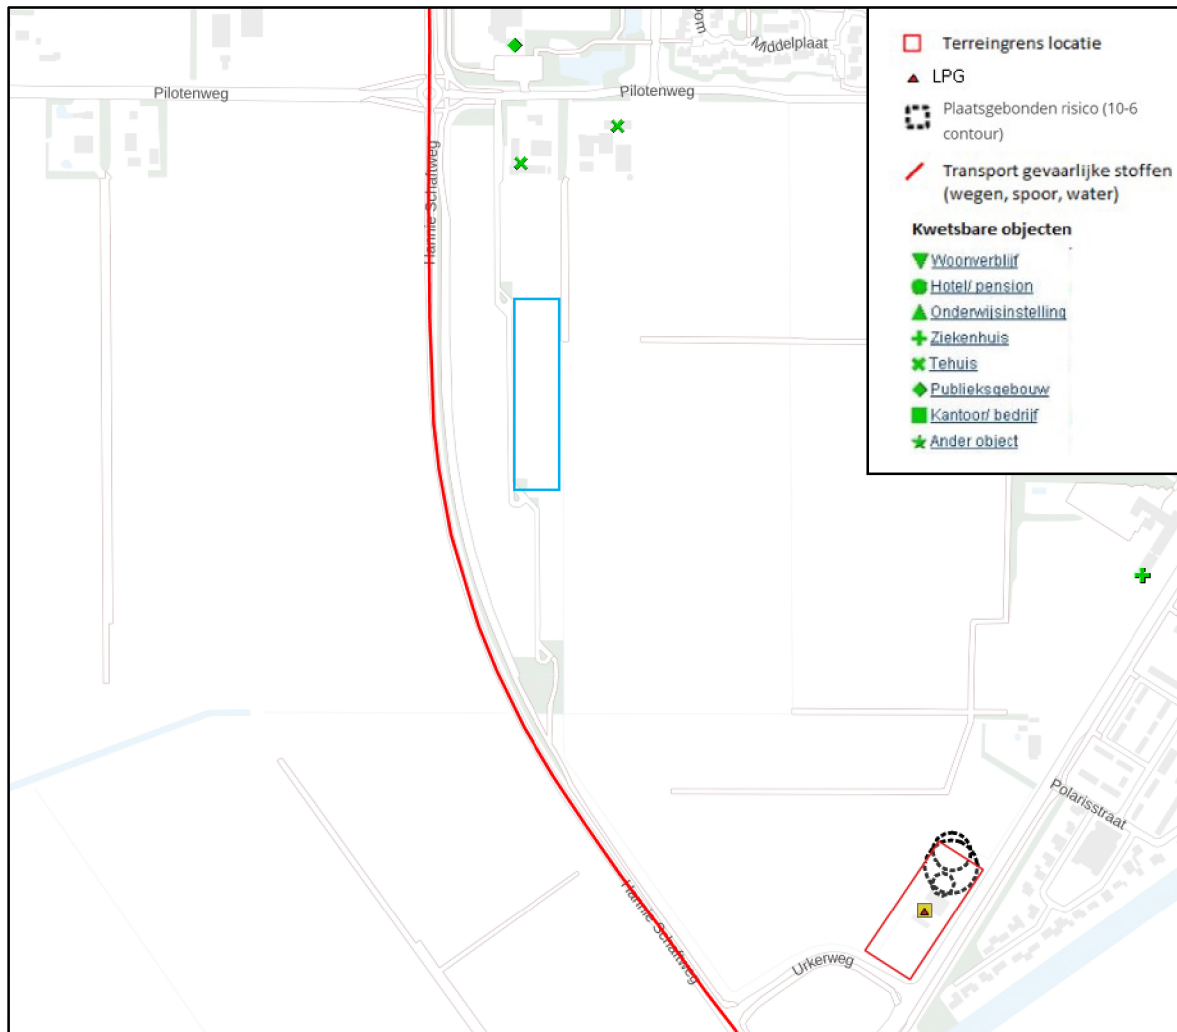 Middelplaat
Pilotenweg
Pilotenweg
Hannie Schaftweg
Hannie Schaftweg
Urkerweg
Polarisstraat
Terreingrens locatie
LPG
Plaatsgebonden risico (10-6
contour)
Transport gevaarlijke stoffen
(wegen, spoor, water)
Kwetsbare objecten
Woonverblijf
Hotel/ pension
Onderwijsinstelling
Ziekenhuis
Tehuis
Publieksgebouw
Kantoor/ bedrijf
Ander object